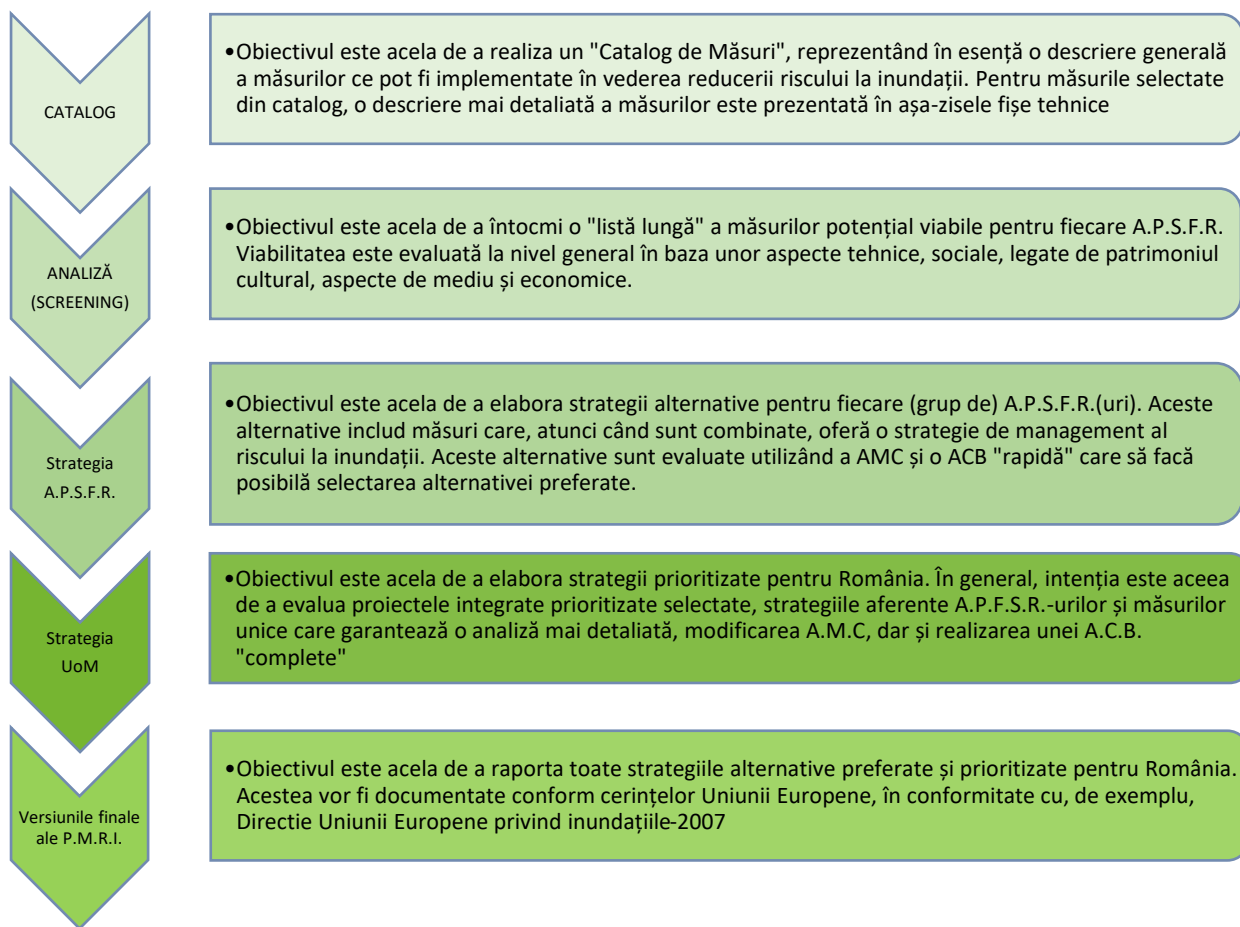 CATALOG
•Obiectivul este acela de a realiza un "Catalog de Măsuri", reprezentând în esență o descriere generală
a măsurilor ce pot fi implementate în vederea reducerii riscului la inundații. Pentru măsurile selectate
din catalog, o descriere mai detaliată a măsurilor este prezentată în așa-zisele fișe tehnice
ANALIZĂ
(SCREENING)
•Obiectivul este acela de a întocmi o "listă lungă" a măsurilor potențial viabile pentru fiecare A.P.S.F.R.
Viabilitatea este evaluată la nivel general în baza unor aspecte tehnice, sociale, legate de patrimoniul
cultural, aspecte de mediu și economice.
Strategia
A.P.S.F.R.
•Obiectivul este acela de a elabora strategii alternative pentru fiecare (grup de) A.P.S.F.R.(uri). Aceste
alternative includ măsuri care, atunci când sunt combinate, oferă o strategie de management al
riscului la inundații. Aceste alternative sunt evaluate utilizând a AMC și o ACB "rapidă" care să facă
posibilă selectarea alternativei preferate.
Strategia
UoM
•Obiectivul este acela de a elabora strategii prioritizate pentru România. În general, intenția este aceea
de a evalua proiectele integrate prioritizate selectate, strategiile aferente A.P.F.S.R.-urilor și măsurilor
unice care garantează o analiză mai detaliată, modificarea A.M.C, dar și realizarea unei A.C.B.
"complete"
Versiunile finale
ale P.M.R.I.
•Obiectivul este acela de a raporta toate strategiile alternative preferate și prioritizate pentru România.
Acestea vor fi documentate conform cerințelor Uniunii Europene, în conformitate cu, de exemplu,
Directie Uniunii Europene privind inundațiile-2007